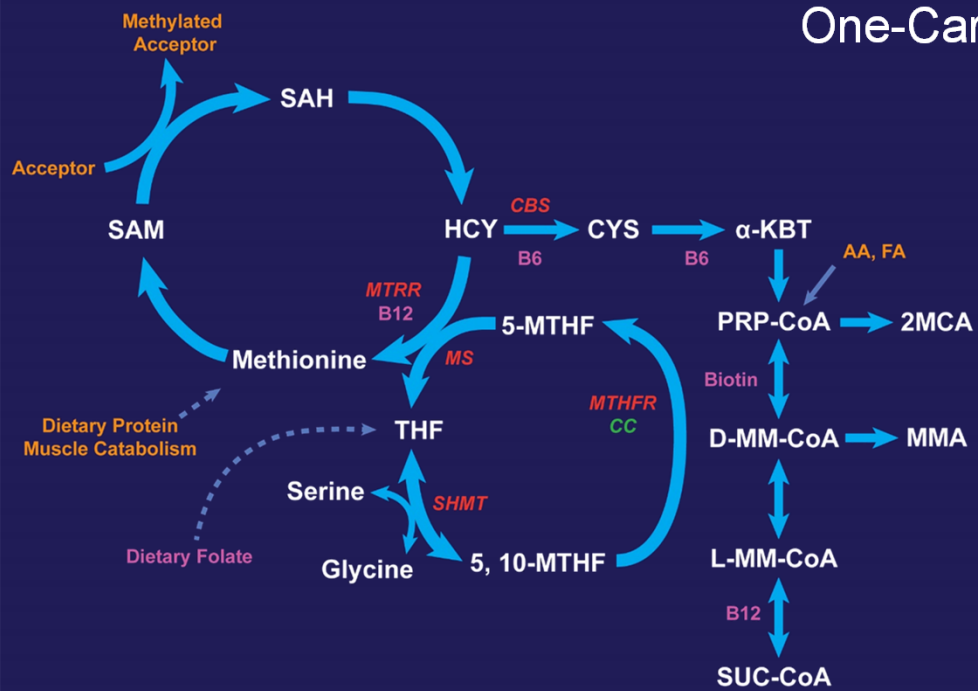 One-Car
Methylated
Acceptor
SAH
Acceptor
SAM
HCY
CBS
B6
CYS
B6
α-KBT
AA, FA
MTRR
B12
5-MTHF
PRP-CoA
2MCA
Methionine
MS
Biotin
MTHFR
CC
Dietary Protein
Muscle Catabolism
THF
D-MM-CoA
MMA
Serine
SHMT
Dietary Folate
Glycine
5, 10-MTHF
L-MM-CoA
B12
SUC-CoA